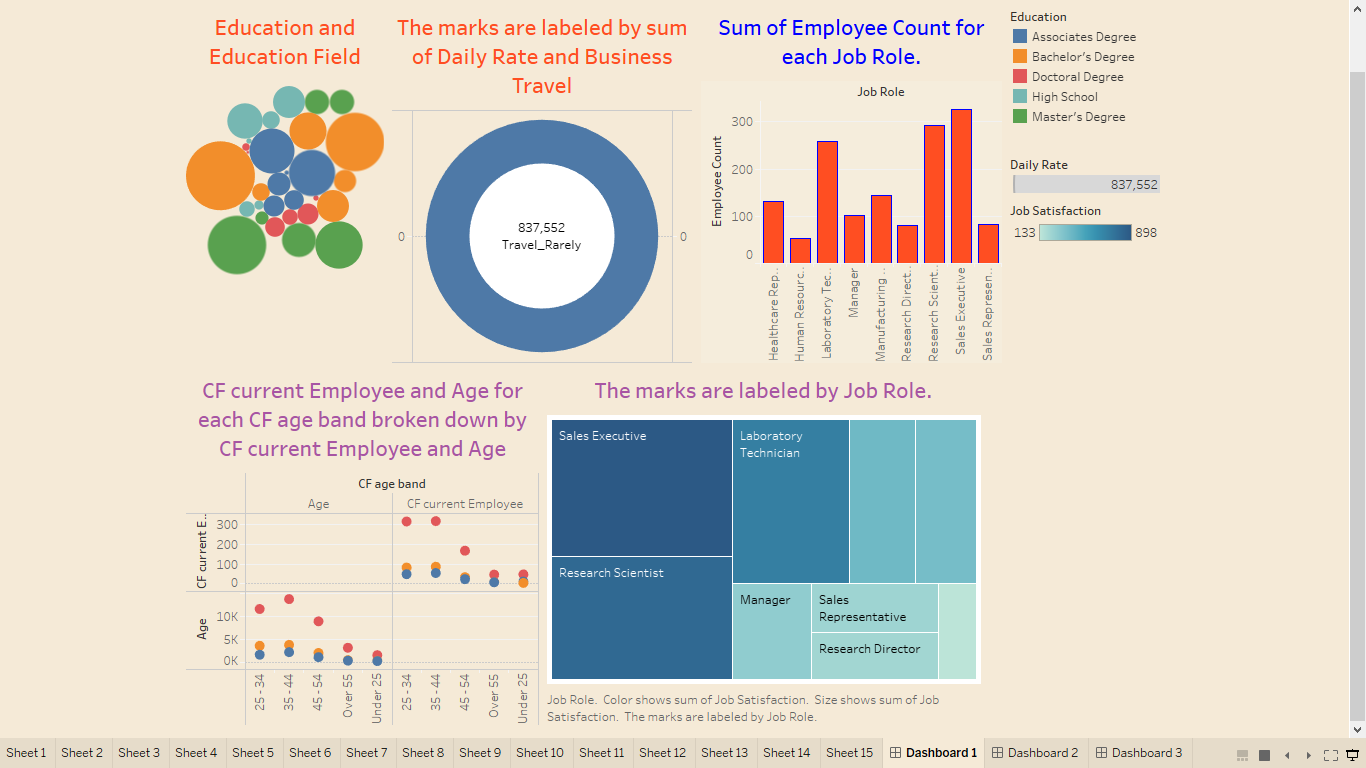 Education and
Education Field
The marks are labeled by sum
of Daily Rate and Business
Travel
0
837,552
Travel_Rarely
0
Sum of Employee Count for
each Job Role.
Job Role
Employee Count
300
200
100
0
Healthcare Rep..
Human Resourc..
Laboratory Tec..
Manager
Manufacturing ..
Research Direct..
Research Scient..
Sales Executive
Sales Represen..
Education
Associates Degree
Bachelor's Degree
Doctoral Degree
High School
Master's Degree
Daily Rate
837,552
Job Satisfaction
133 898
CF current Employee and Age for
each CF age band broken down by
CF current Employee and Age
CF age band
Age CF current Employee
CF current E..
300
200
100
0
Age
10K
5K
0K
25 - 34
35 - 44
45 - 54
Over 55
Under 25
25 - 34
35 - 44
45 - 54
Over 55
Under 25
The marks are labeled by Job Role.
Sales Executive
Research Scientist
Laboratory
Technician
Manager
Sales
Representative
Research Director
Job Role. Color shows sum of Job Satisfaction. Size shows sum of Job
Satisfaction. The marks are labeled by Job Role.
Sheet 1 Sheet 2 Sheet 3 Sheet 4 Sheet 5 Sheet 6 Sheet 7 Sheet 8 Sheet 9 Sheet 10 Sheet 11 Sheet 12 Sheet 13 Sheet 14 Sheet 15 Dashboard 1 Dashboard 2 Dashboard 3